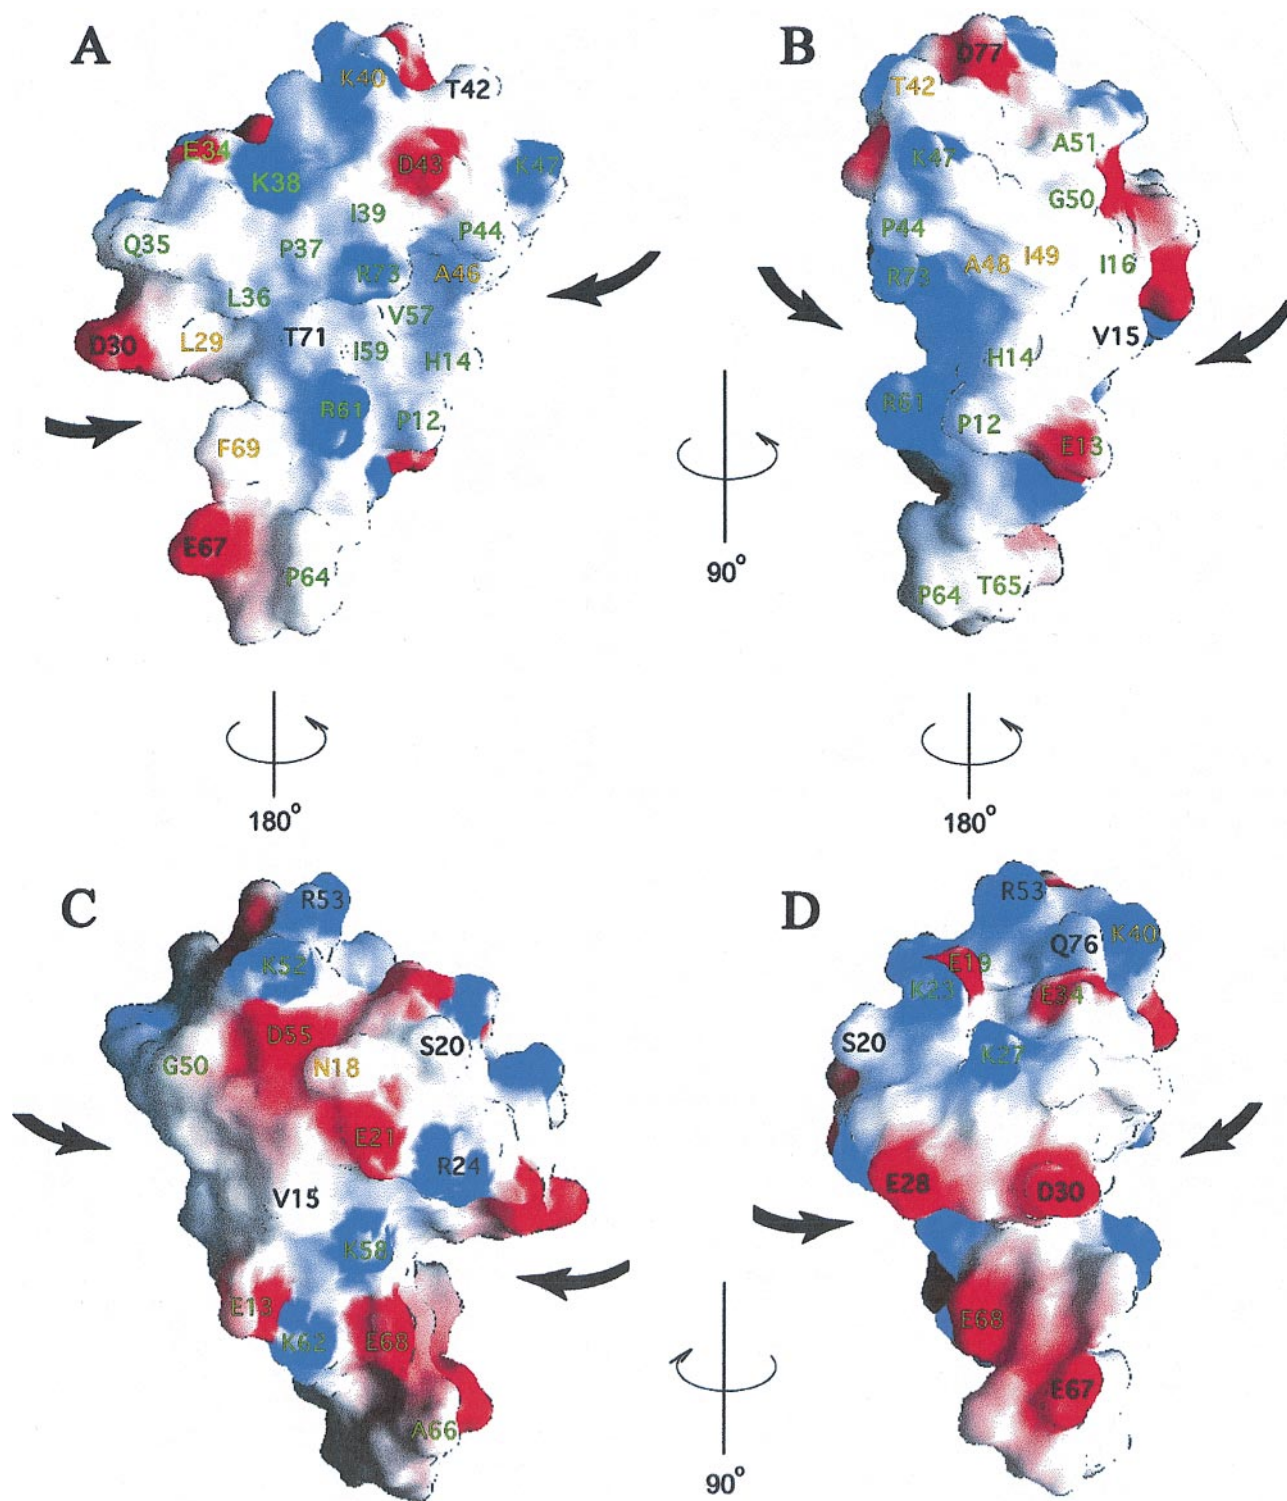 A
K40
T42
E34
D43
K38
K47
I39
Q35
P37
P44
R73
A46
L36
V57
D30
L29
T71
I59
H14
R61
P12
F69
E67
P64
B
D77
T42
A51
K47
G50
P44
A48
I49
I16
R73
V15
H14
R61
P12
E13
P64
T65
90°
180°
180°
C
R53
K52
D55
S20
G50
N18
E21
R24
V15
K58
E13
K62
E68
A66
D
R53
Q76
K40
E19
K23
E34
S20
K27
E28
D30
E68
E67
90°